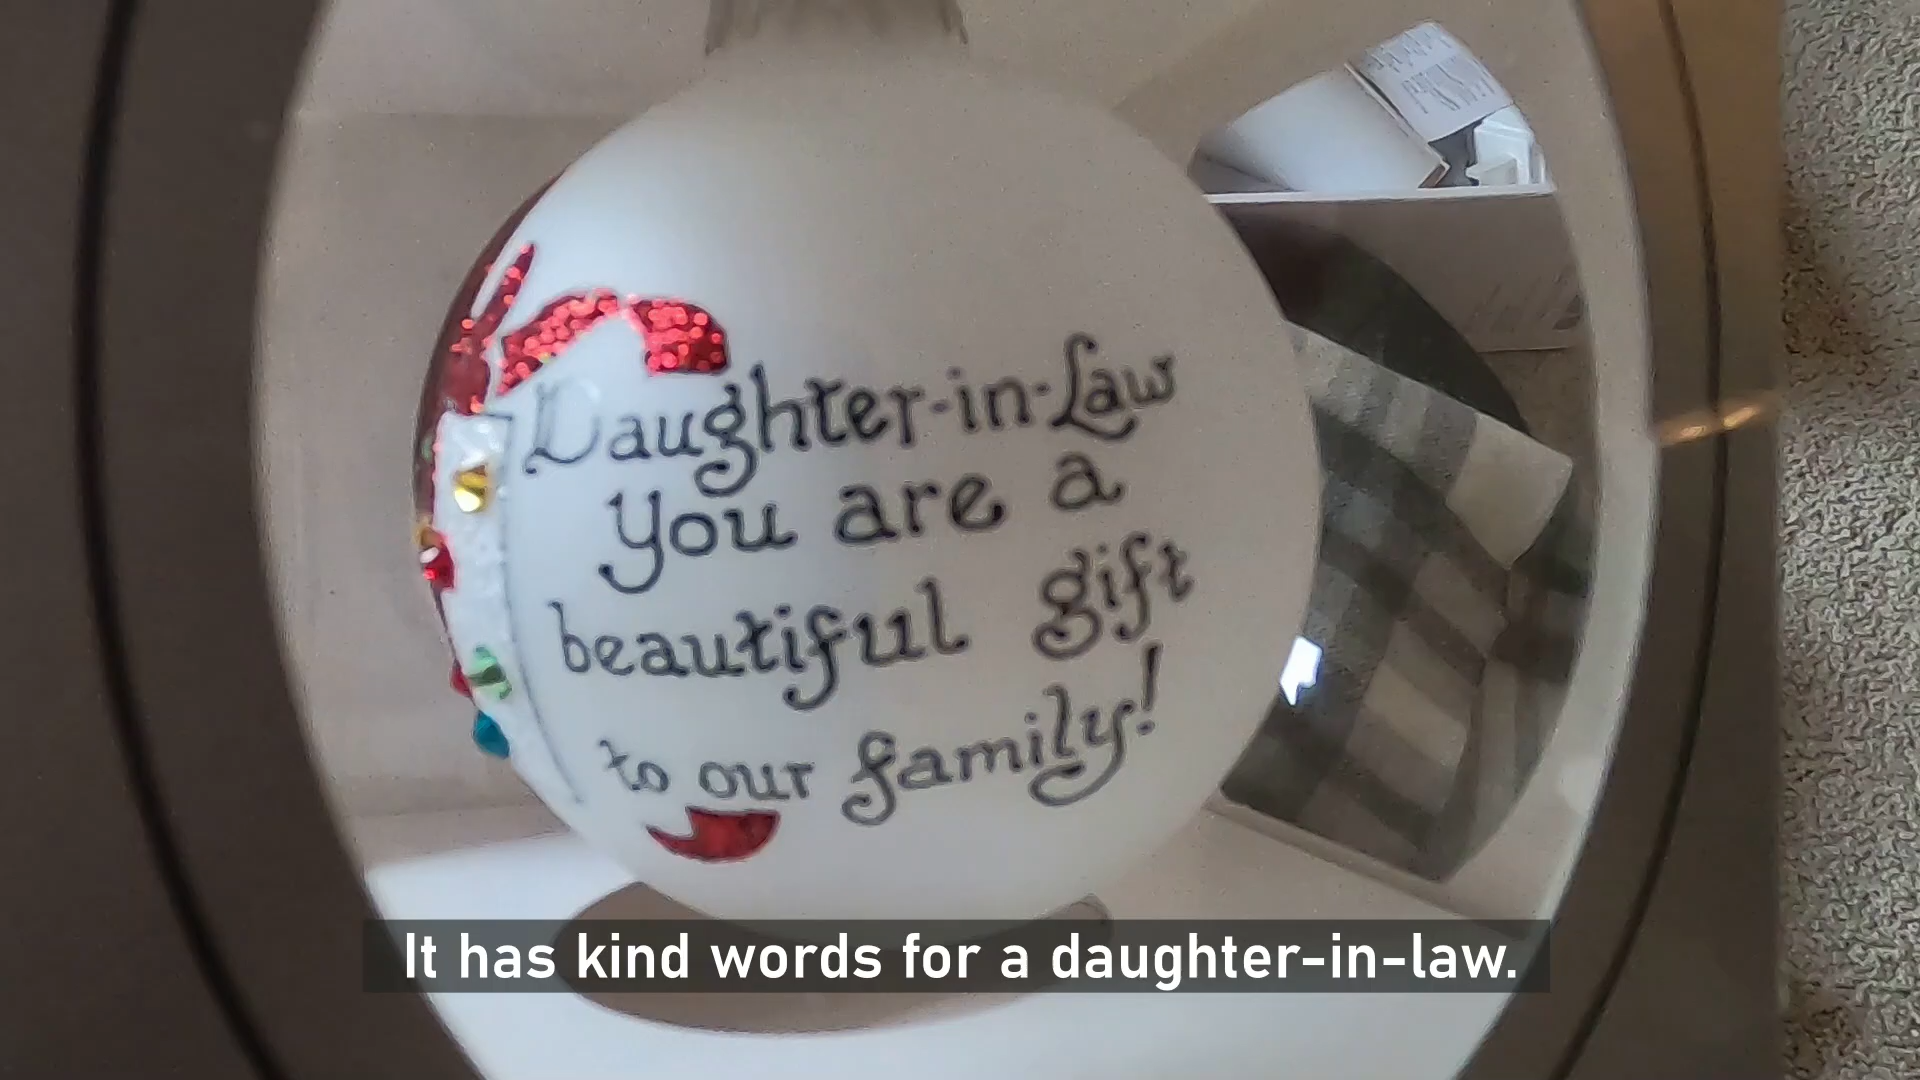 Daughter-in-Law
you are a
beautiful gift
to our family!
It has kind words for a daughter-in-law.